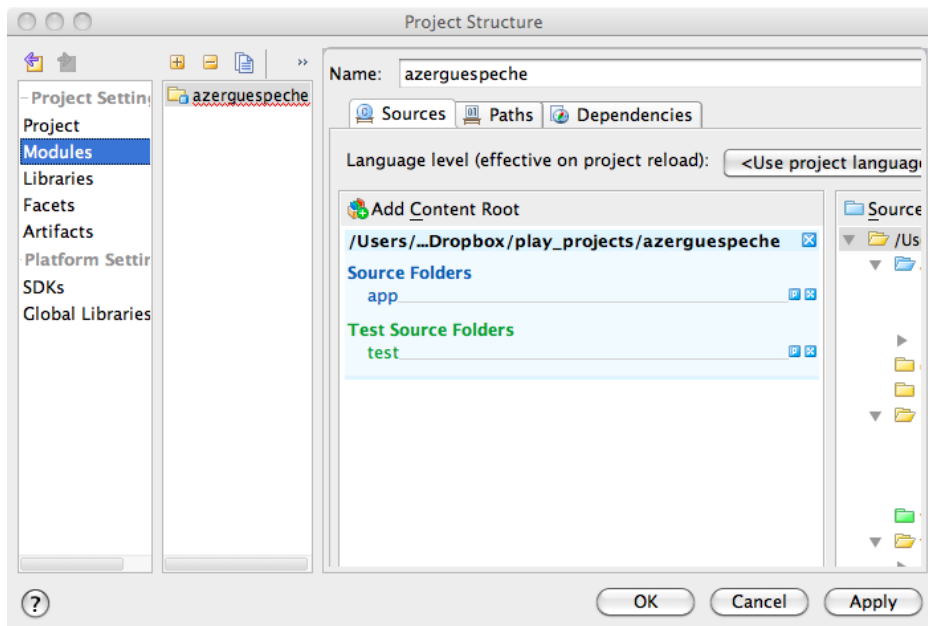 Project Structure
Project Settin
Project
Modules
Libraries
Facets
Artifacts
Platform Settir
SDKs
Global Libraries
»
azerguespeche
Name: azerguespeche
Sources Paths Dependencies
Language level (effective on project reload): <Use project language
Add Content Root
/Users/...Dropbox/play_projects/azerguespeche
Source Folders
app
Test Source Folders
test
Source
/Us
? OK Cancel Apply